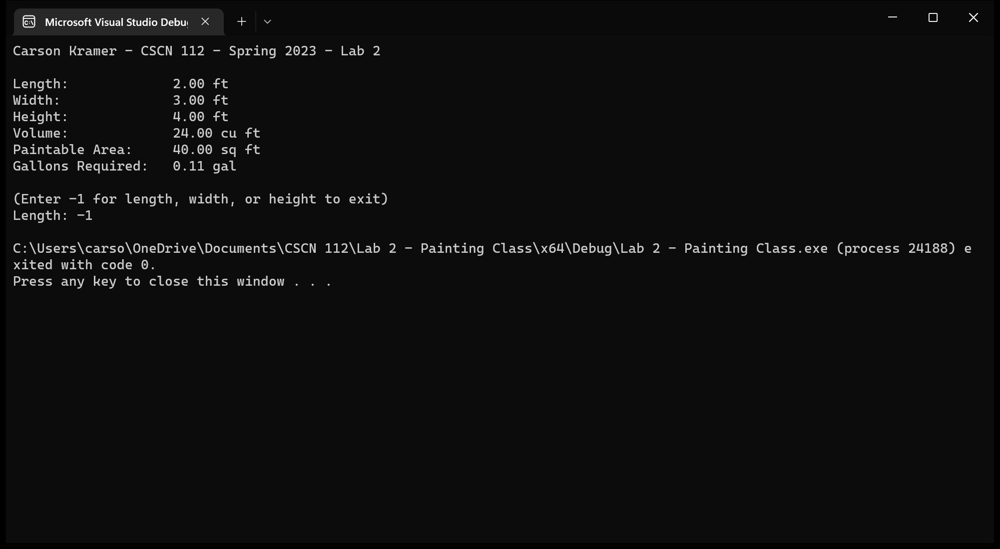 Microsoft Visual Studio Debu
Carson Kramer - CSCN 112 - Spring 2023 - Lab 2
Length: 2.00 ft
Width: 3.00 ft
Height: 4.00 ft
Volume: 24.00 cu ft
Paintable Area: 40.00 sq ft
Gallons Required: 0.11 gal
(Enter -1 for length, width, or height to exit)
Length: -1
C:\Users\carso\OneDrive\Documents\CSCN 112\Lab 2 - Painting Class\x64\Debug\Lab 2 - Painting Class.exe (process 24188) e
xited with code 0.
Press any key to close this window . . .